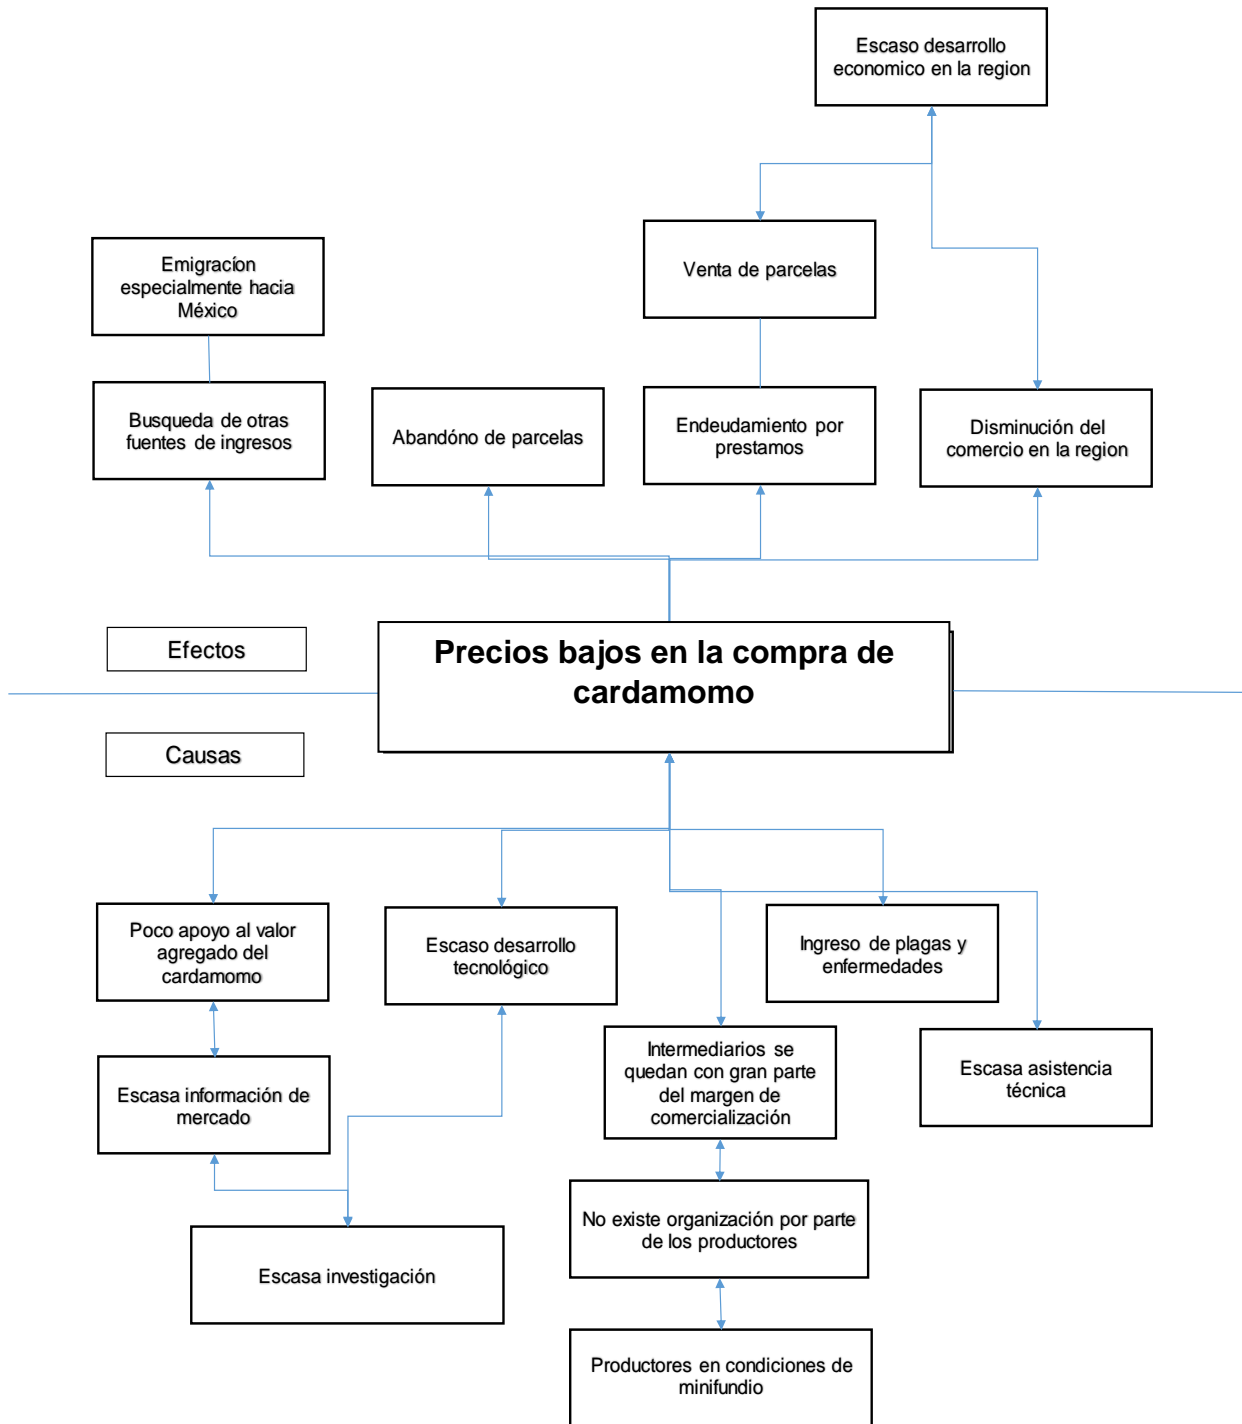 Escaso desarrollo
economico en la region
Venta de parcelas
Emigracíon
especialmente hacia
México
Busqueda de otras
fuentes de ingresos
Abandóno de parcelas
Endeudamiento por
prestamos
Disminución del
comercio en la region
Efectos
Precios bajos en la compra de
cardamomo
Causas
Poco apoyo al valor
agregado del
cardamomo
Escaso desarrollo
tecnológico
Ingreso de plagas y
enfermedades
Intermediarios se
quedan con gran parte
del margen de
comercialización
Escasa asistencia
técnica
Escasa información de
mercado
No existe organización por parte
de los productores
Escasa investigación
Productores en condiciones de
minifundio